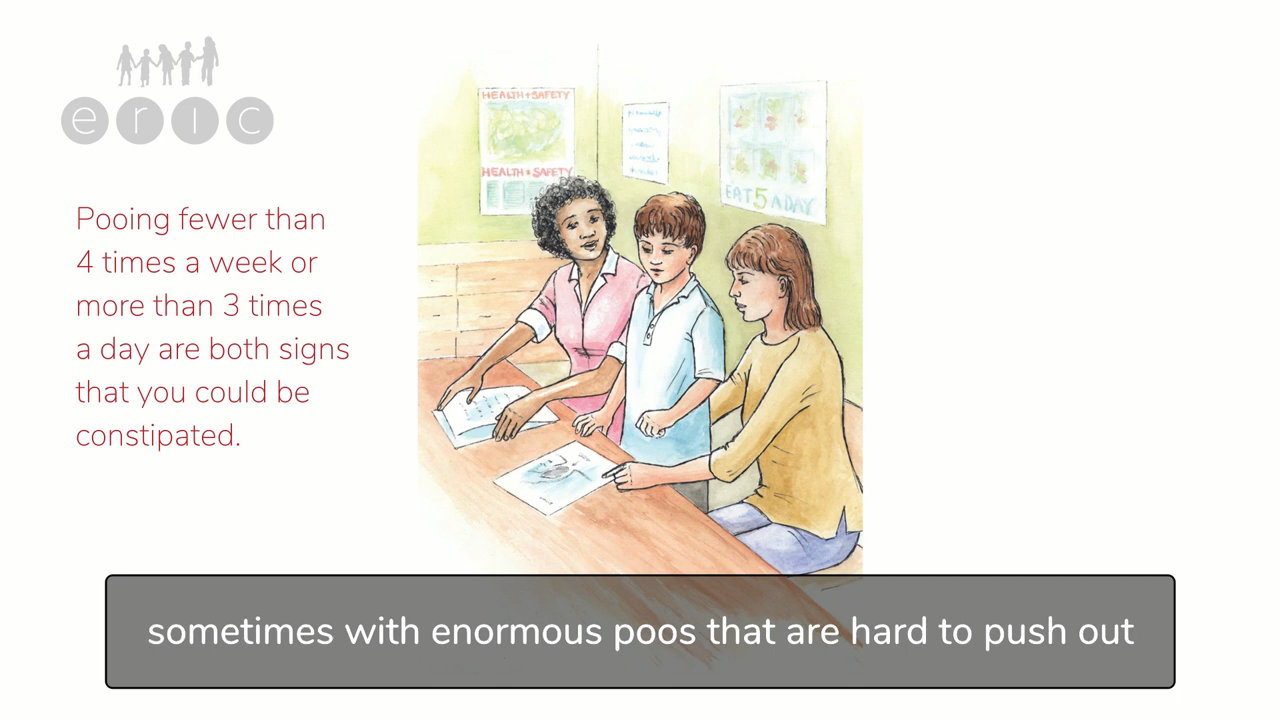 eric
Pooing fewer than
4 times a week or
more than 3 times
a day are both signs
that you could be
constipated.
HEALTH + SAFETY
HEALTH & SAFETY
EAT 5 A DAY
sometimes with enormous poos that are hard to push out